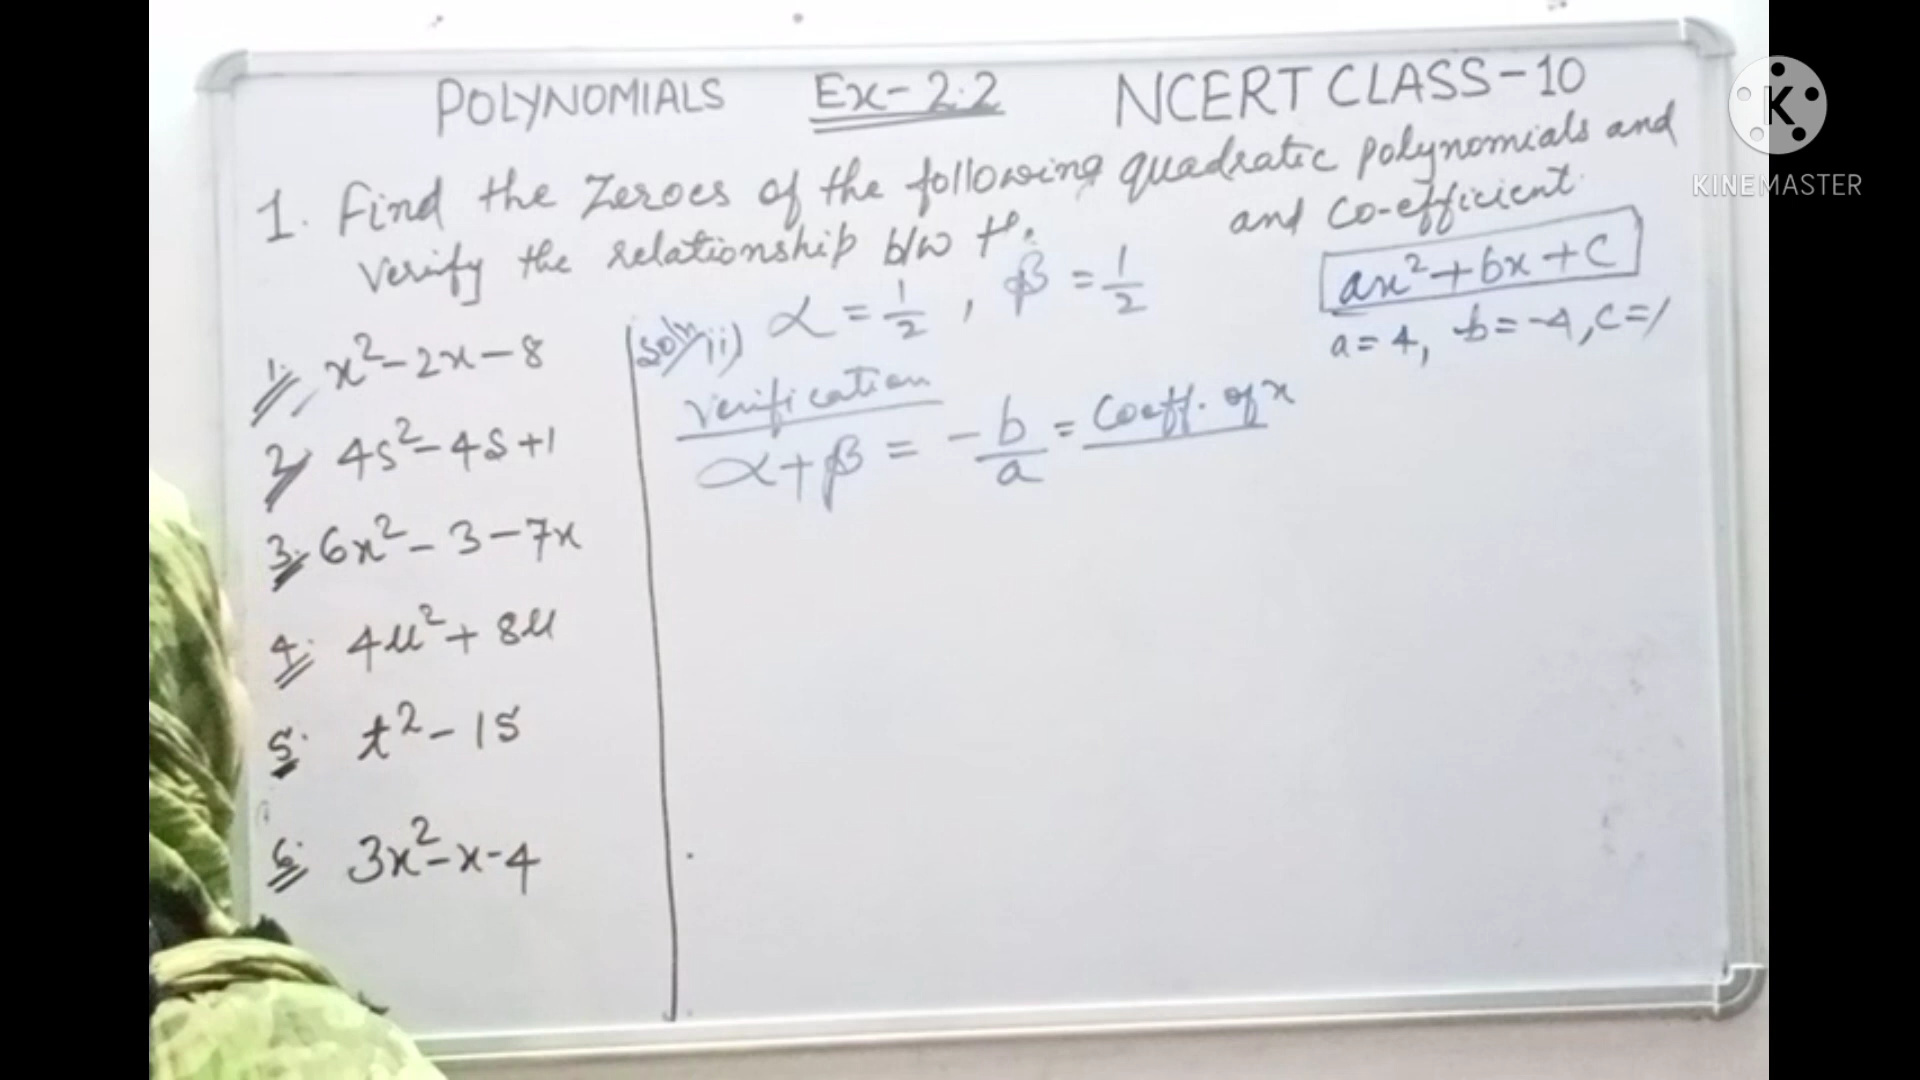 POLYNOMIALS Ex-2.2 NCERT CLASS-10
1. Find the zeroes of the following quadratic polynomials and
verify the relationship b/w and co-efficient.
ax²+bx+c
a=4, b=-4, c=1
1. x²-2x-8
2. 4s²-4s+1
3. 6x²-3-7x
4. 4u²+8u
5. t²-15
6. 3x²-x-4
Soln ii) α = 1/2, β = 1/2
Verification
α+β = -b/a = Coeff. of x
K
KINEMASTER